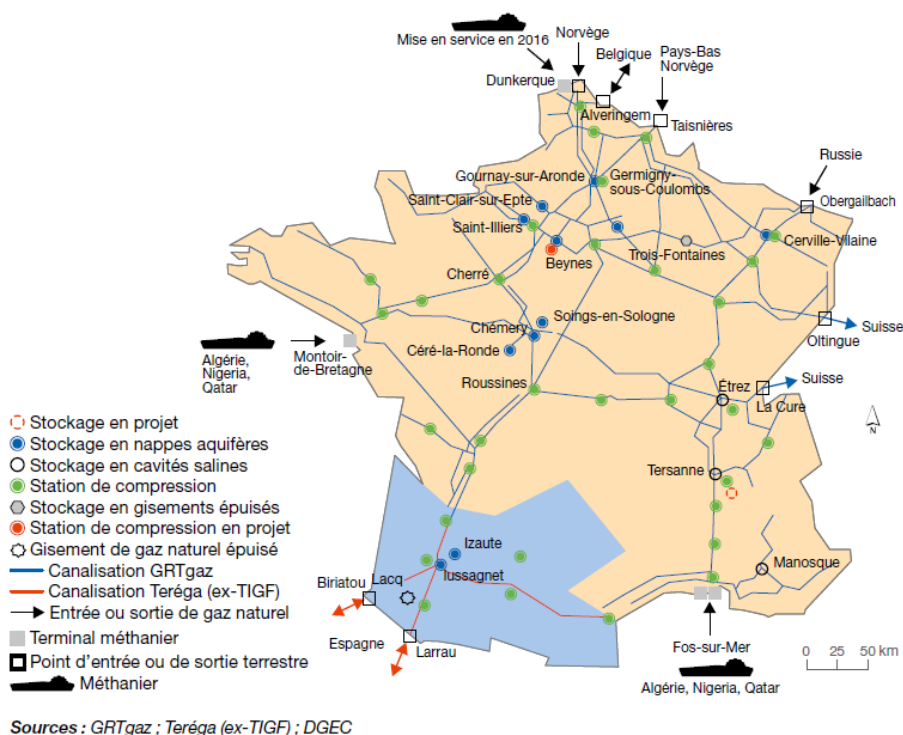 Mise en service en 2016
Norvège
Belgique
Pays-Bas
Norvège
Dunkerque
Alveringem
Taisnières
Russie
Gournay-sur-Aronde
Germigny-
sous-Coulombs
Obergailbach
Saint-Clair-sur-Epte
Saint-Illiers
Cerville-Vilaine
Trois-Fontaines
Beynes
Cherré
Soings-en-Sologne
Chémery
Suisse
Oltingue
Céré-la-Ronde
Algérie,
Nigeria,
Qatar
Montoir-
de-Bretagne
Roussines
Étrez
Suisse
La Cure
N
Tersanne
Stockage en projet
Stockage en nappes aquifères
Stockage en cavités salines
Station de compression
Stockage en gisements épuisés
Station de compression en projet
Gisement de gaz naturel épuisé
Canalisation GRTgaz
Canalisation Teréga (ex-TIGF)
Entrée ou sortie de gaz naturel
Terminal méthanier
Point d'entrée ou de sortie terrestre
Méthanier
Izaute
Manosque
Biriatou
Lacq
Iussagnet
Espagne
Larrau
Fos-sur-Mer
0 25 50 km
Algérie, Nigeria, Qatar
Sources : GRTgaz ; Teréga (ex-TIGF) ; DGEC